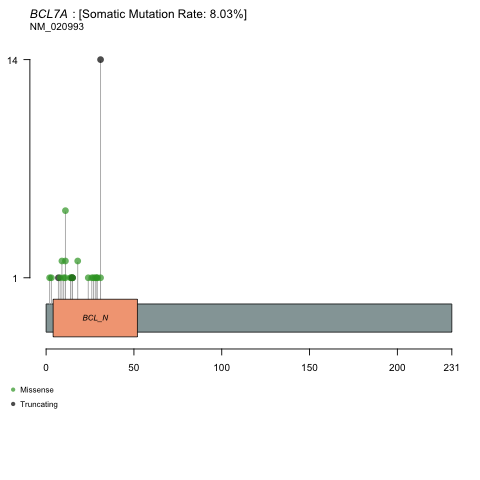 BCL7A : [Somatic Mutation Rate: 8.03%]
NM_020993
14
1
BCL_N
0 50 100 150 200 231
Missense
Truncating